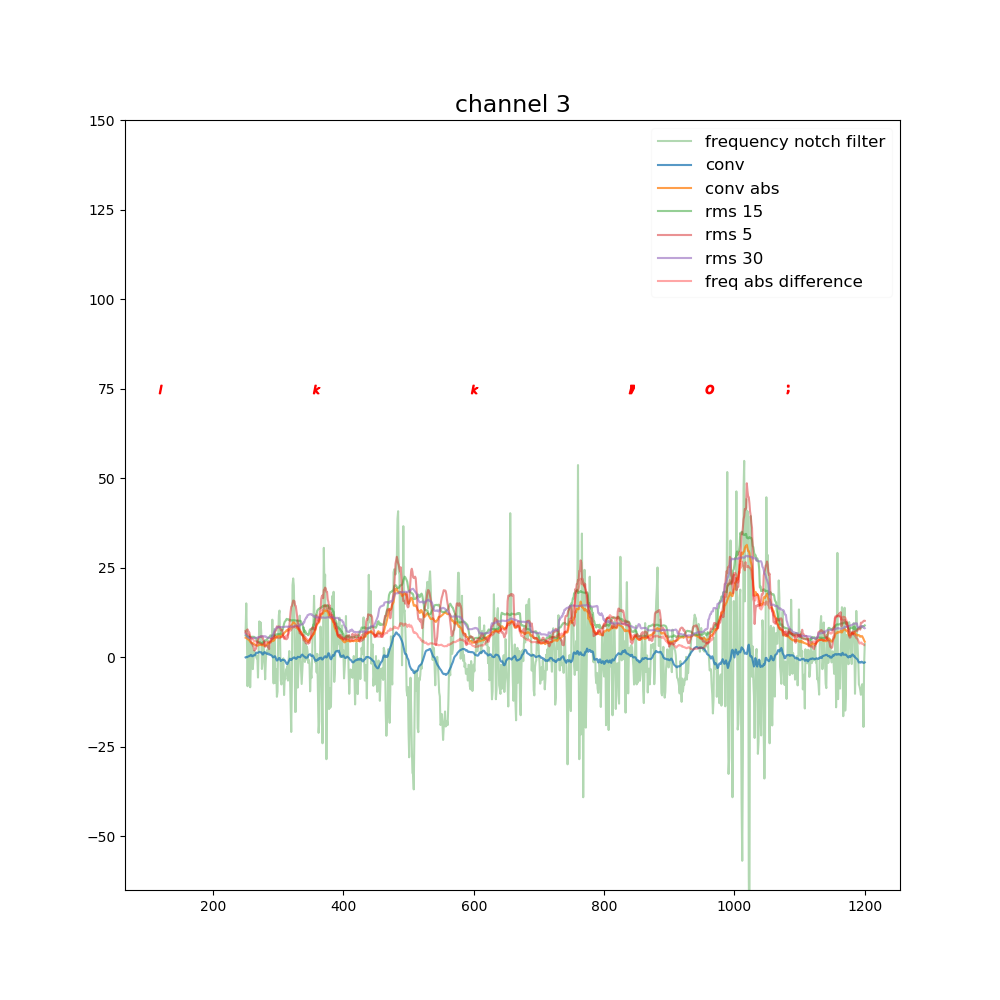 channel 3
150
frequency notch filter
conv
conv abs
125
rms 15
rms 5
rms 30
freq abs difference
100
75
l k k o ;
50
25
0
−25
−50
200 400 600 800 1000 1200